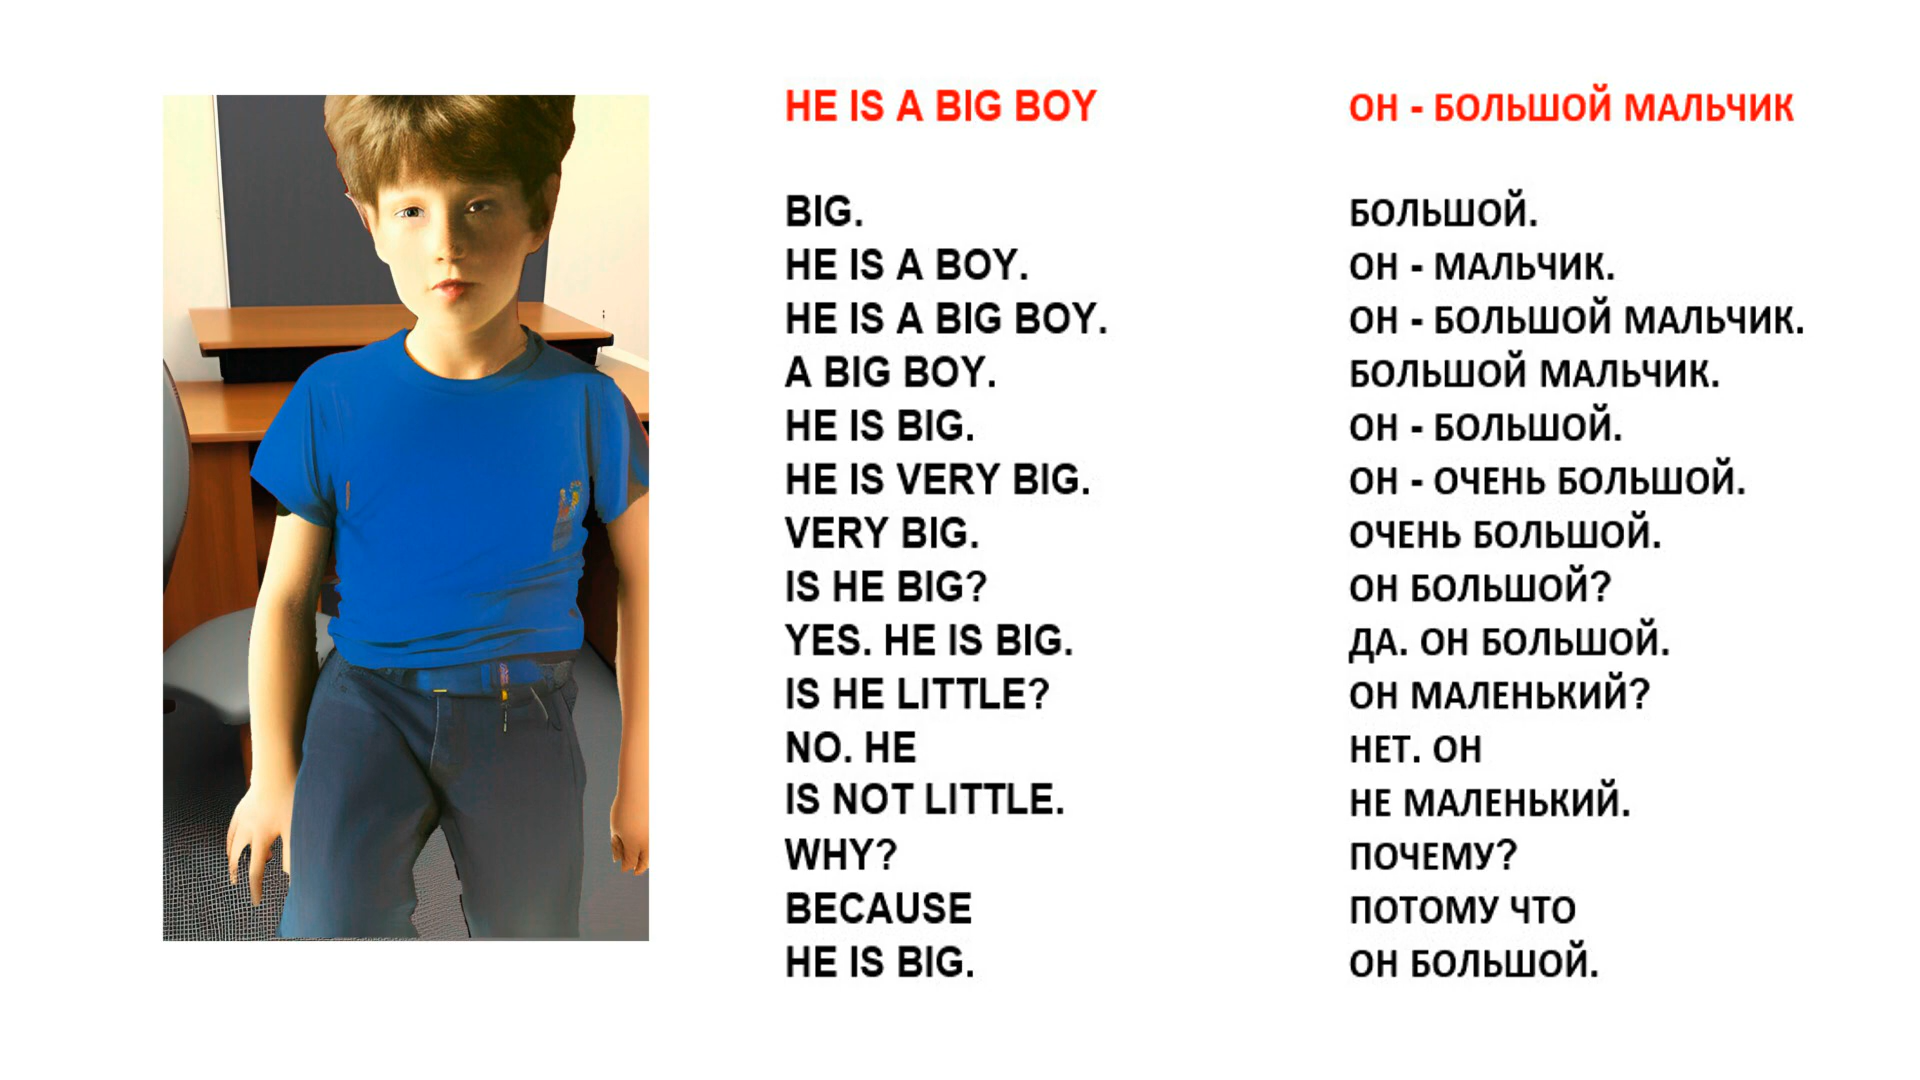 HE IS A BIG BOY
BIG.
HE IS A BOY.
HE IS A BIG BOY.
A BIG BOY.
HE IS BIG.
HE IS VERY BIG.
VERY BIG.
IS HE BIG?
YES. HE IS BIG.
IS HE LITTLE?
NO. HE
IS NOT LITTLE.
WHY?
BECAUSE
HE IS BIG.
ОН - БОЛЬШОЙ МАЛЬЧИК
БОЛЬШОЙ.
ОН - МАЛЬЧИК.
ОН - БОЛЬШОЙ МАЛЬЧИК.
БОЛЬШОЙ МАЛЬЧИК.
ОН - БОЛЬШОЙ.
ОН - ОЧЕНЬ БОЛЬШОЙ.
ОЧЕНЬ БОЛЬШОЙ.
ОН БОЛЬШОЙ?
ДА. ОН БОЛЬШОЙ.
ОН МАЛЕНЬКИЙ?
НЕТ. ОН
НЕ МАЛЕНЬКИЙ.
ПОЧЕМУ?
ПОТОМУ ЧТО
ОН БОЛЬШОЙ.